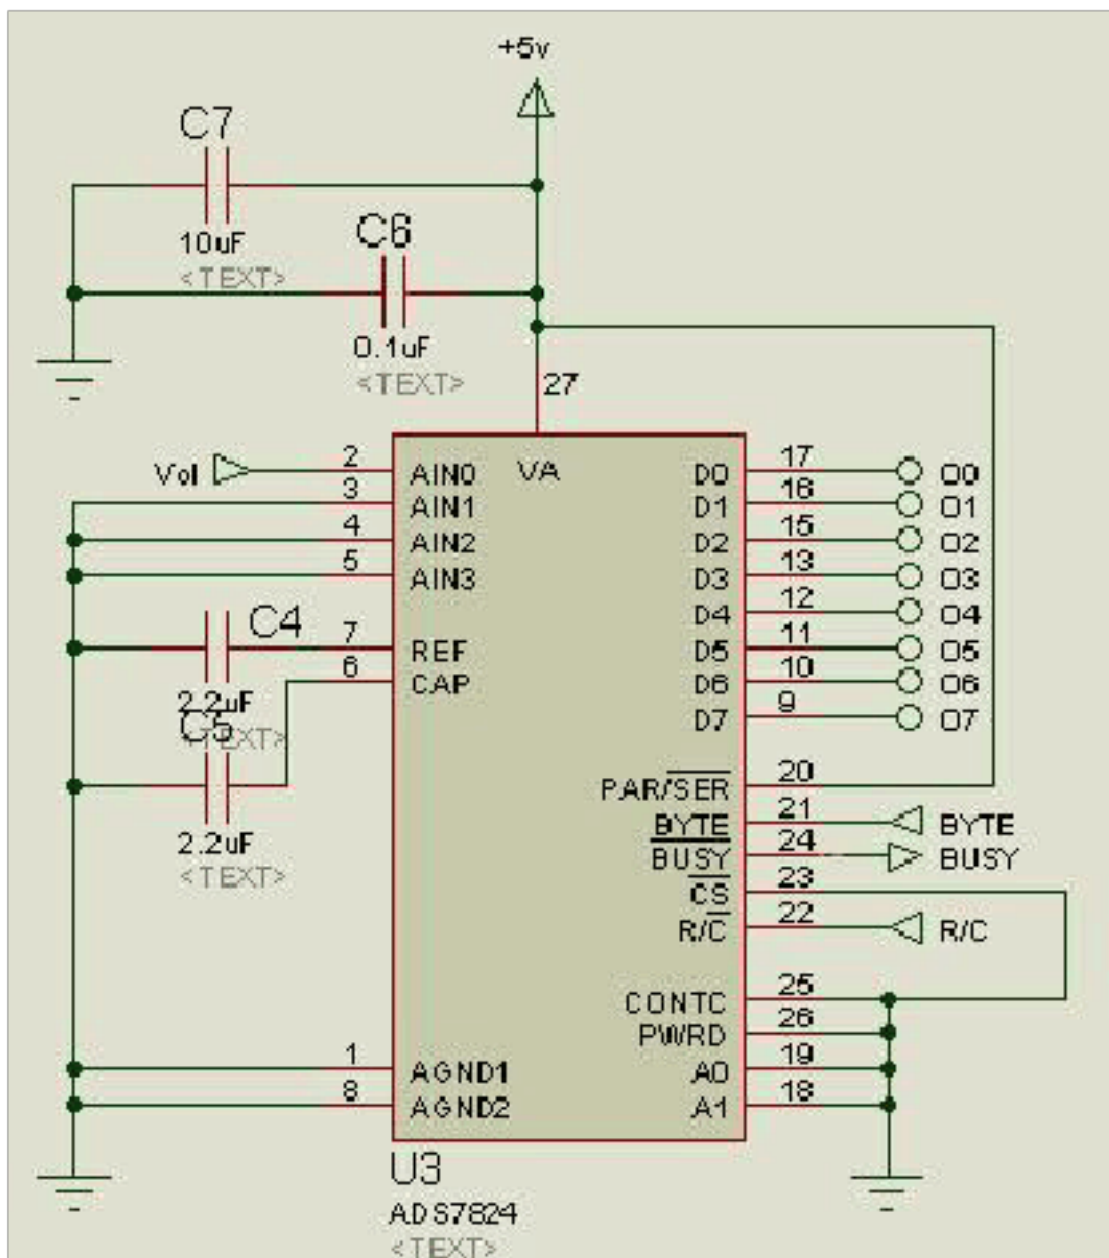 +5v
C7
10uF
<TEXT>
C6
0.1uF
<TEXT>
27
Vol
2 AIN0
3 AIN1
4 AIN2
5 AIN3
C4
7 REF
6 CAP
2.2uF
<TEXT>
C5
2.2uF
<TEXT>
1 AGND1
8 AGND2
VA
D0 17 O0
D1 16 O1
D2 15 O2
D3 13 O3
D4 12 O4
D5 11 O5
D6 10 O6
D7 9 O7
PAR/SER 20
BYTE 21 BYTE
BUSY 24 BUSY
CS 23
R/C 22 R/C
CONTC 25
PWRD 26
A0 19
A1 18
U3
ADS7824
<TEXT>